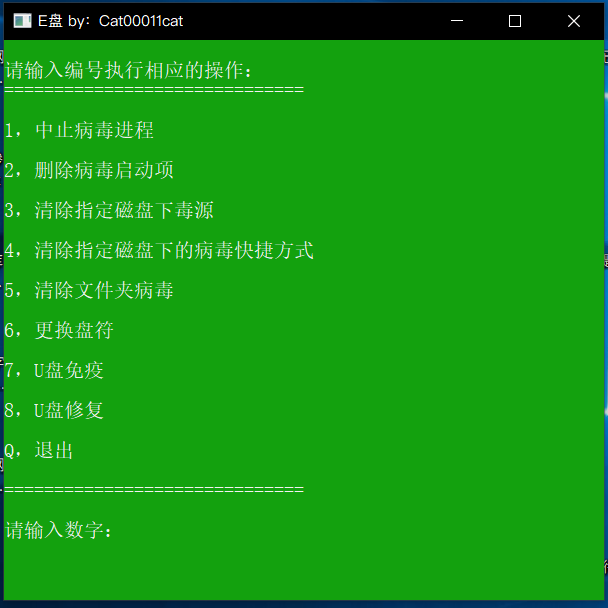 E盘 by：Cat00011cat
请输入编号执行相应的操作：
==============================
1，中止病毒进程
2，删除病毒启动项
3，清除指定磁盘下毒源
4，清除指定磁盘下的病毒快捷方式
5，清除文件夹病毒
6，更换盘符
7，U盘免疫
8，U盘修复
Q，退出
==============================
请输入数字：